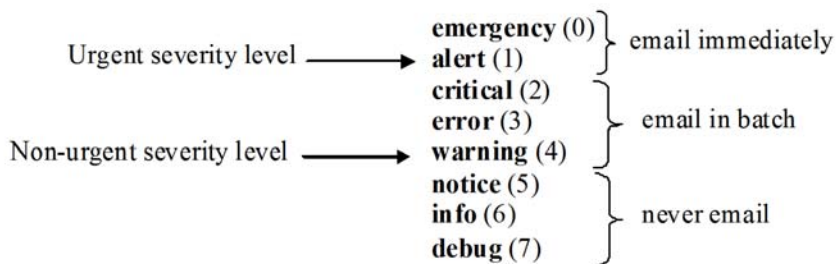 emergency (0)
email immediately
Urgent severity level
alert (1)
critical (2)
error (3)
email in batch
Non-urgent severity level
warning (4)
notice (5)
info (6)
never email
debug (7)